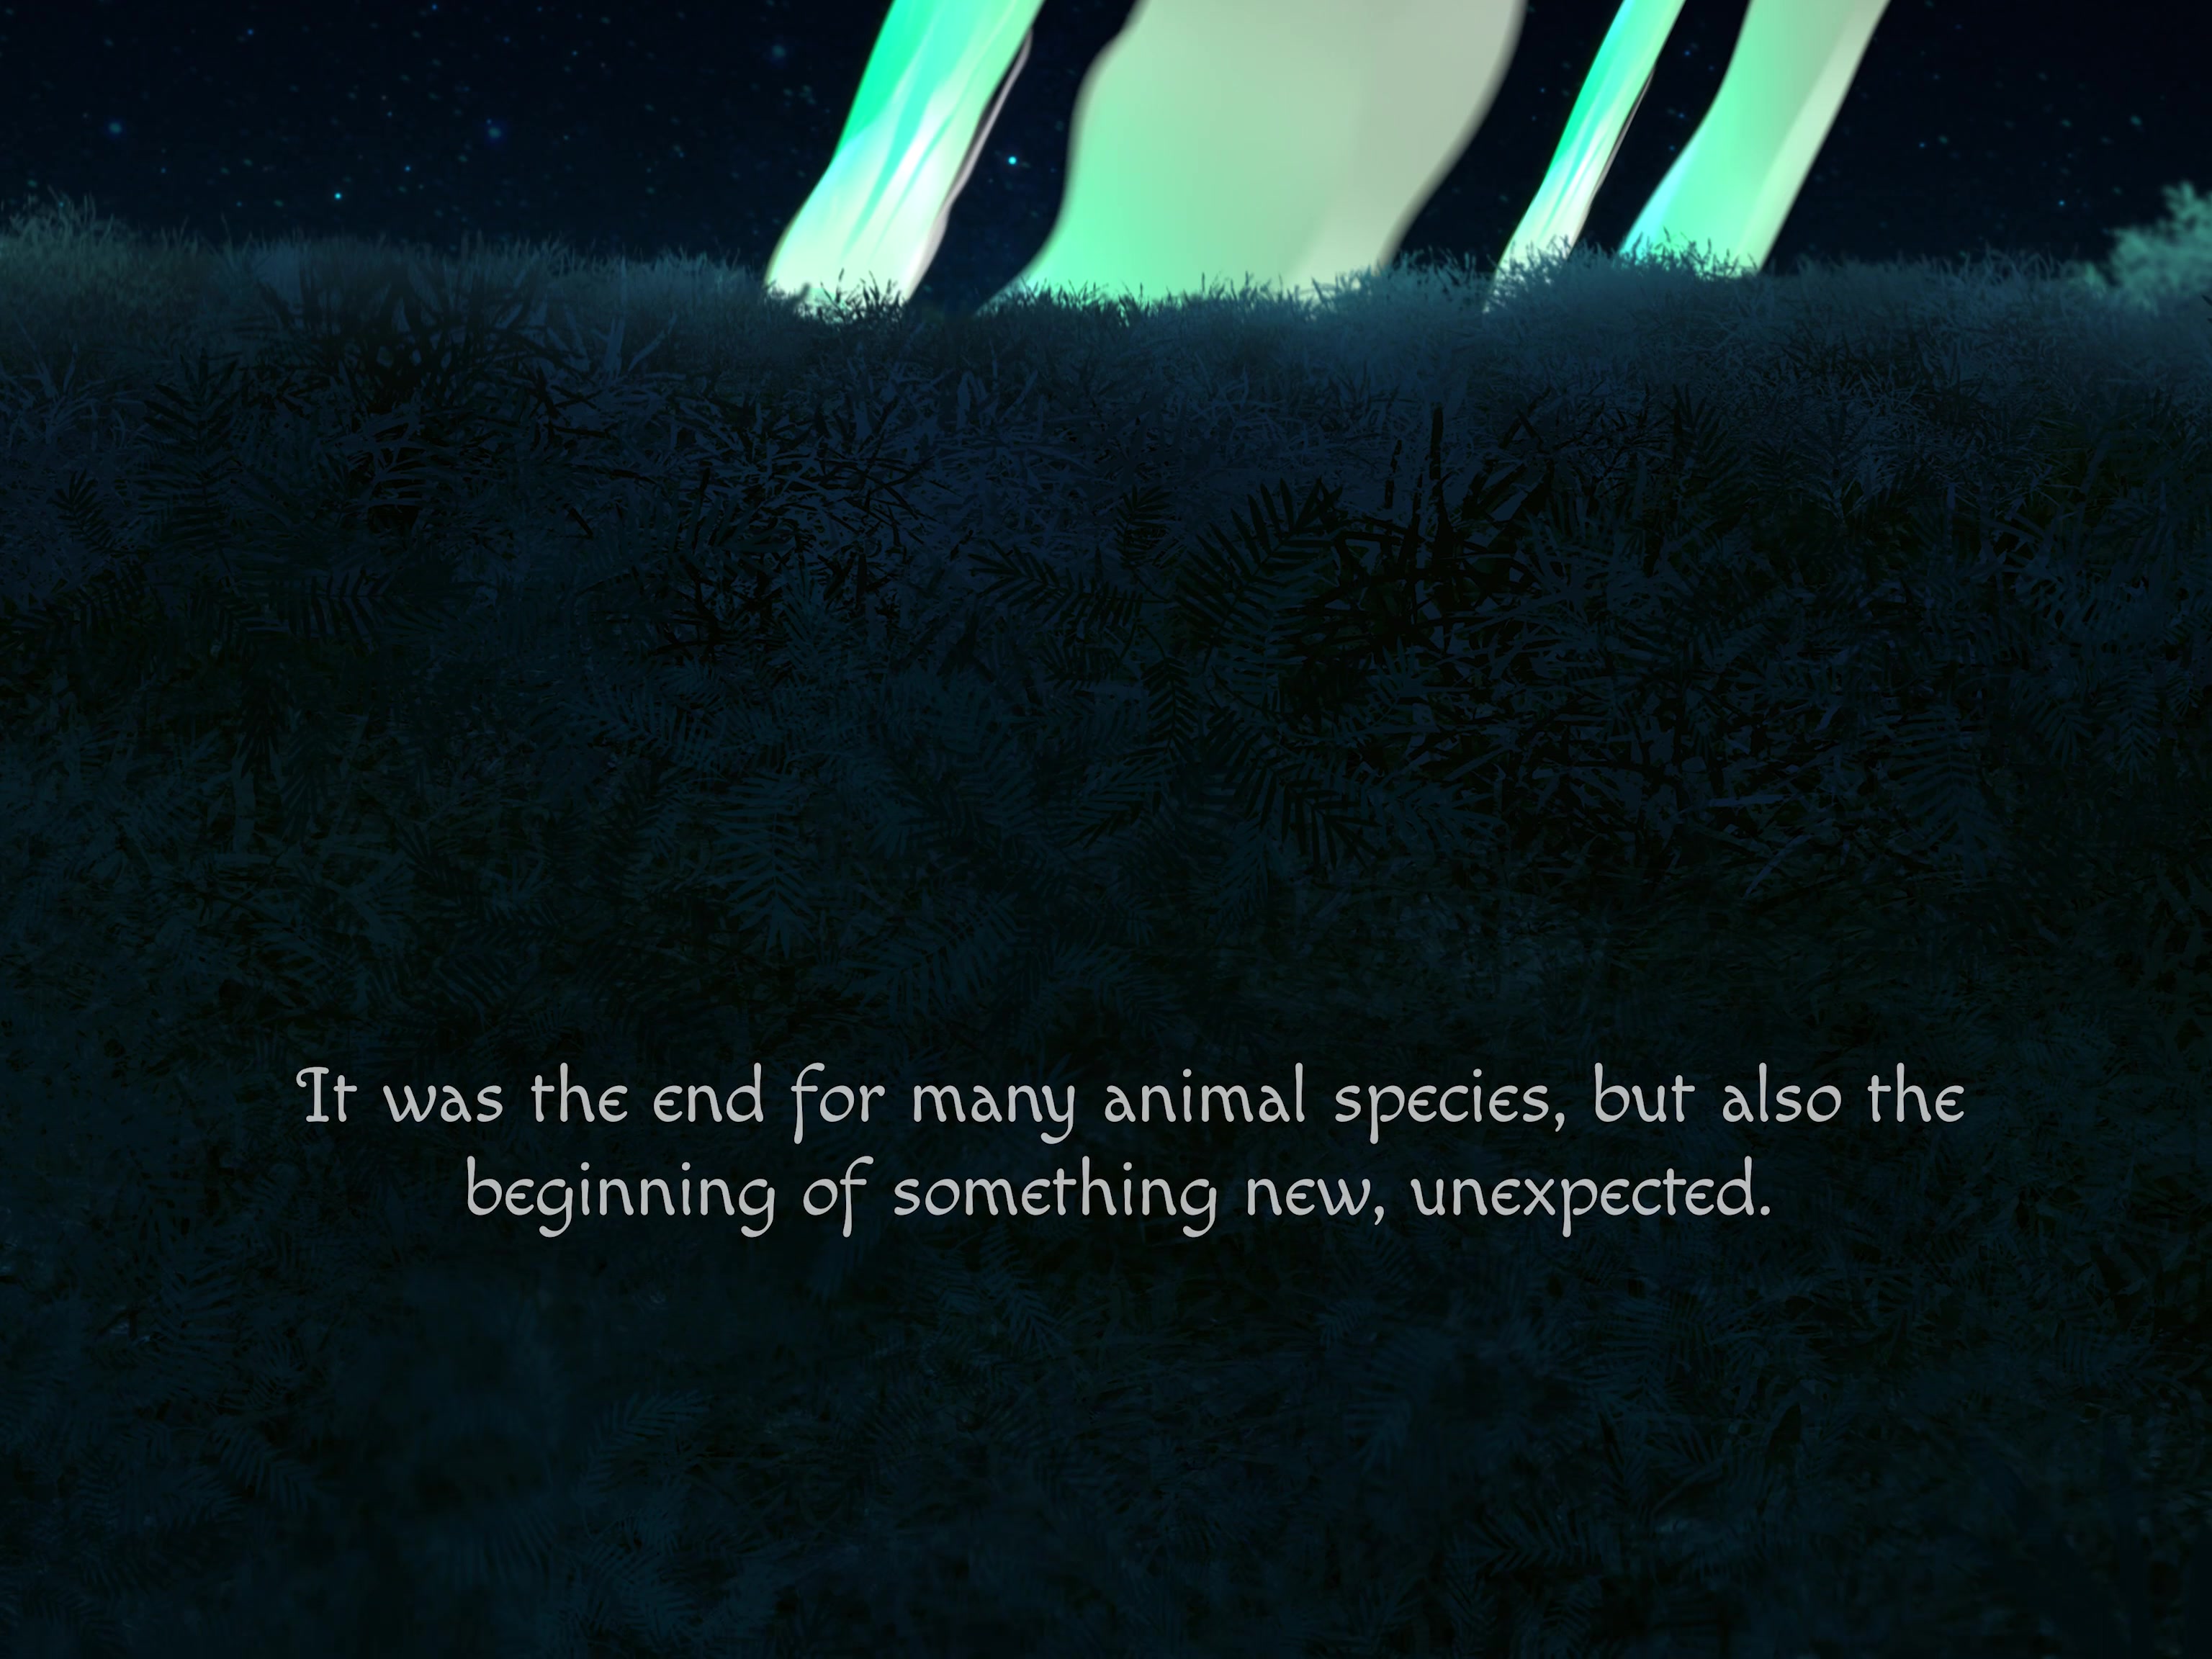 It was the end for many animal species, but also the
beginning of something new, unexpected.